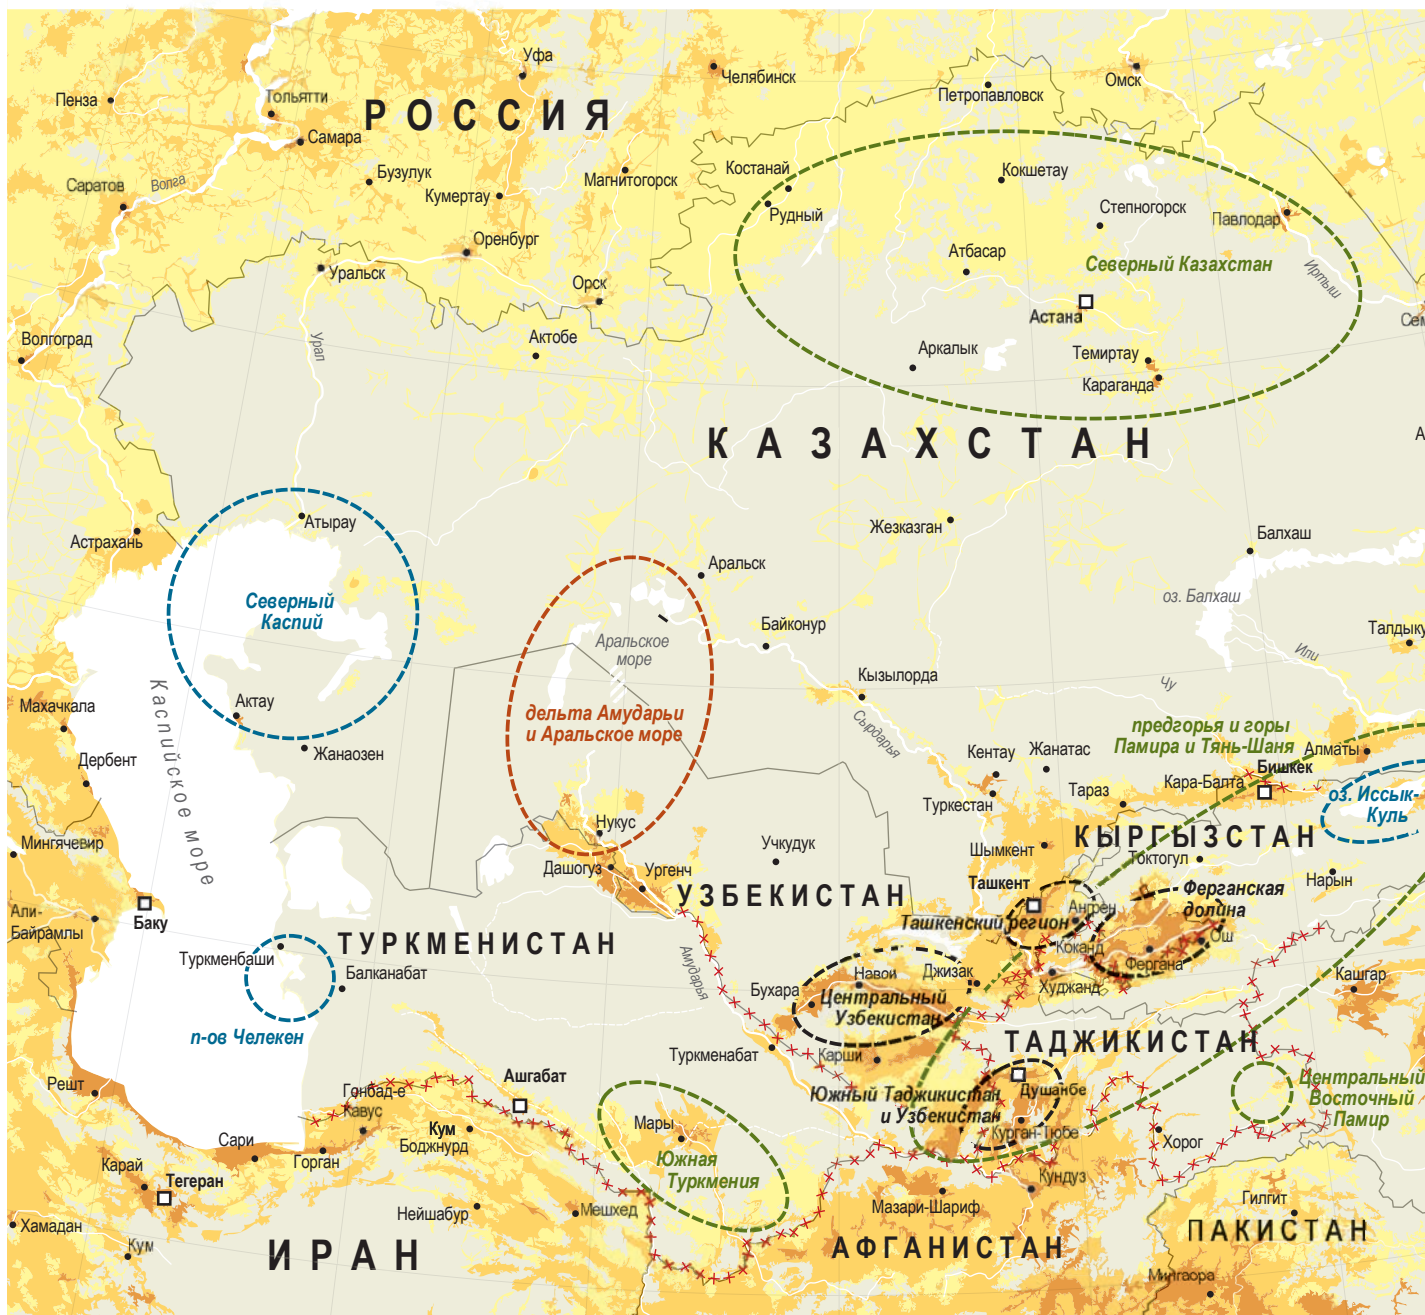 Уфа
Челябинск
Омск
Пенза
Тольятти
РОССИЯ
Петропавловск
Самара
Бузулук
Магнитогорск
Костанай
Кокшетау
Саратов
Волга
Кумертау
Рудный
Степногорск
Павлодар
Оренбург
Атбасар
Северный Казахстан
Иртыш
Уральск
Орск
Астана
Сем
Волгоград
Урал
Актобе
Аркалык
Темиртау
Караганда
КАЗАХСТАН
А
Атырау
Жезказган
Балхаш
Астрахань
Аральск
оз. Балхаш
Северный
Каспий
Байконур
Талдыку
Аральское
море
Или
Кызылорда
Чу
Каспийское море
Актау
Махачкала
дельта Амударьи
и Аральское море
Сырдарья
предгорья и горы
Памира и Тянь-Шаня
Жанаозен
Кентау
Жанатас
Алматы
Дербент
Бишкек
Кара-Балта
Тараз
Туркестан
оз. Иссык-
Куль
Нукус
Мингячевир
Учкудук
Шымкент
КЫРГЫЗСТАН
Токтогул
Дашогуз
Ургенч
УЗБЕКИСТАН
Ташкент
Нарын
Ферганская
долина
Али-
Байрамлы
Баку
Ангрен
Ташкенский регион
ТУРКМЕНИСТАН
Коканд
Ош
Фергана
Туркменбаши
Балканабат
Амударья
Навои
Джизак
Худжанд
Кашгар
Бухара
Центральный
Узбекистан
п-ов Челекен
ТАДЖИКИСТАН
Туркменабат
Карши
Решт
Ашгабат
Гонбад-е
Кавус
Южный Таджикистан
и Узбекистан
Душанбе
Центральный
Восточный
Памир
Мары
Кум
Боджнурд
Курган-Тюбе
Сари
Горган
Хорог
Карай
Тегеран
Южная
Туркмения
Кундуз
Мазари-Шариф
Нейшабур
Мешхед
Гилгит
Хамадан
Кум
ИРАН
АФГАНИСТАН
ПАКИСТАН
Мингаора